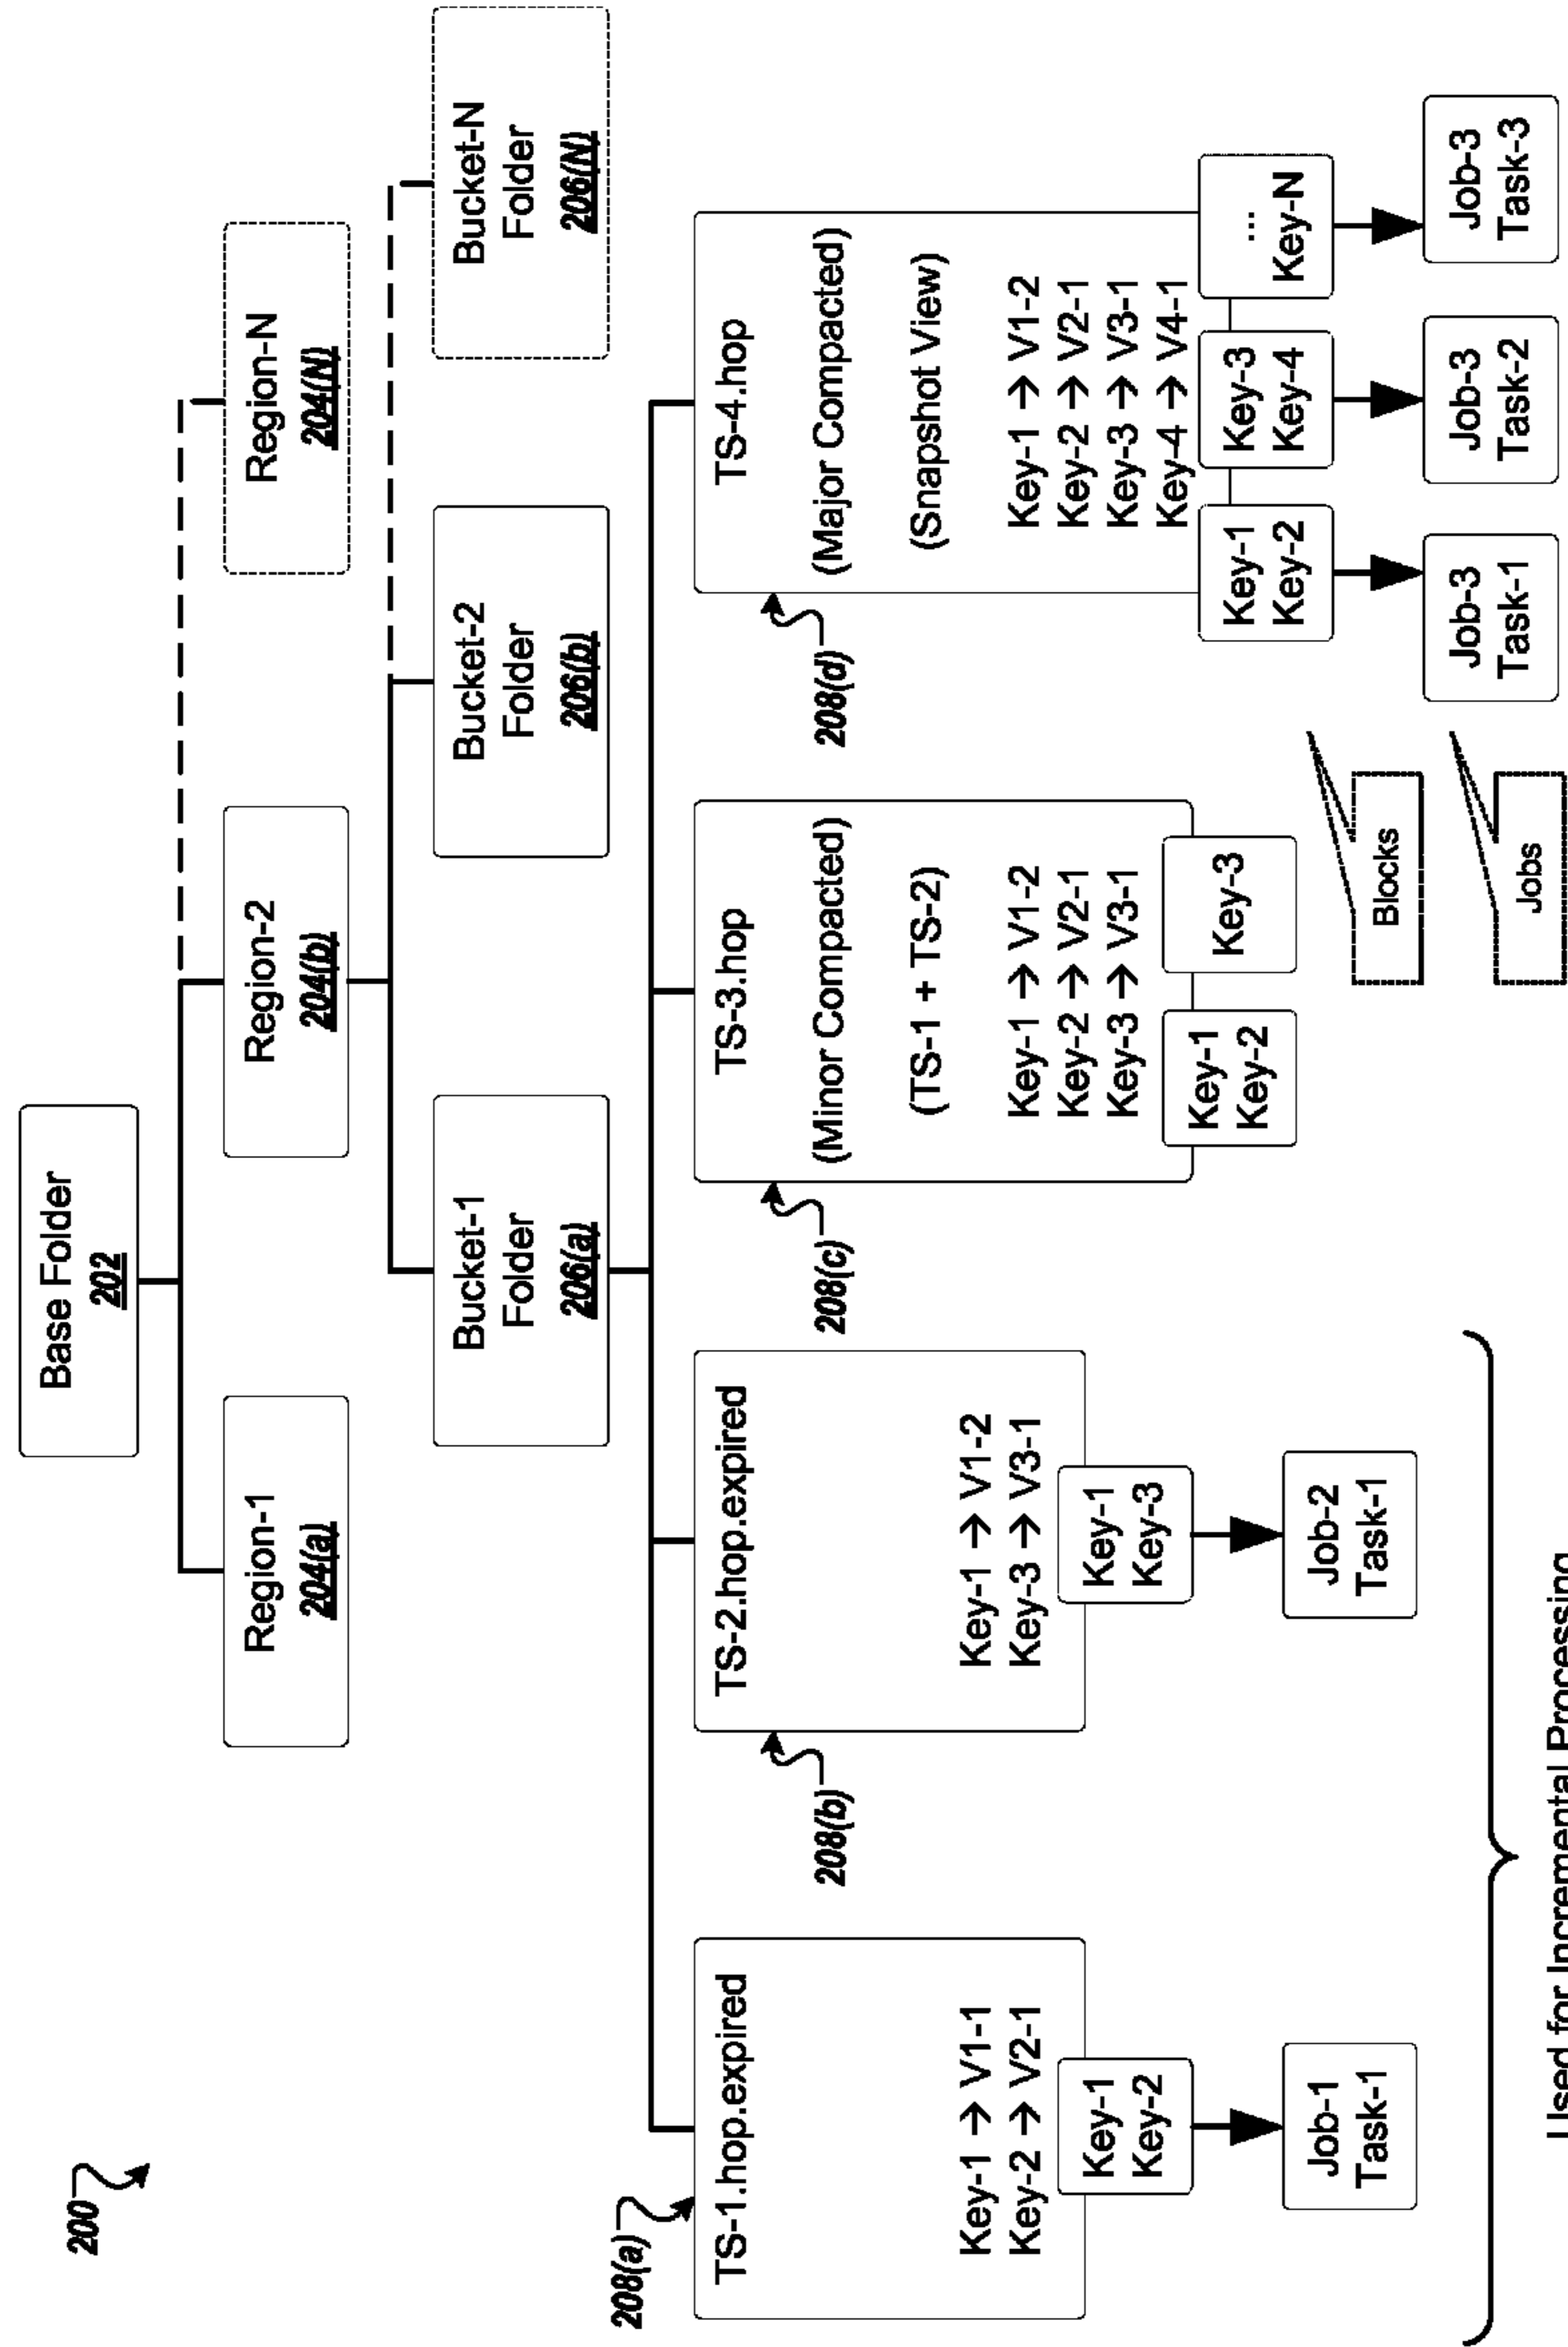 200
Base Folder
202
Region-1
204(a)
Region-2
204(b)
Region-N
204(N)
Bucket-1
Folder
206(a)
Bucket-2
Folder
206(b)
Bucket-N
Folder
206(N)
208(a)
TS-1.hop.expired
Key-1 → V1-1
Key-2 → V2-1
Key-1
Key-2
Job-1
Task-1
208(b)
TS-2.hop.expired
Key-1 → V1-2
Key-3 → V3-1
Key-1
Key-3
Job-2
Task-1
Used for Incremental Processing
208(c)
TS-3.hop
(Minor Compacted)
(TS-1 + TS-2)
Key-1 → V1-2
Key-2 → V2-1
Key-3 → V3-1
Key-1
Key-2
Key-3
208(d)
TS-4.hop
(Major Compacted)
(Snapshot View)
Key-1 → V1-2
Key-2 → V2-1
Key-3 → V3-1
Key-4 → V4-1
Key-1
Key-2
Key-3
Key-4
...
Key-N
Blocks
Job-3
Task-1
Job-3
Task-2
Job-3
Task-3
Jobs